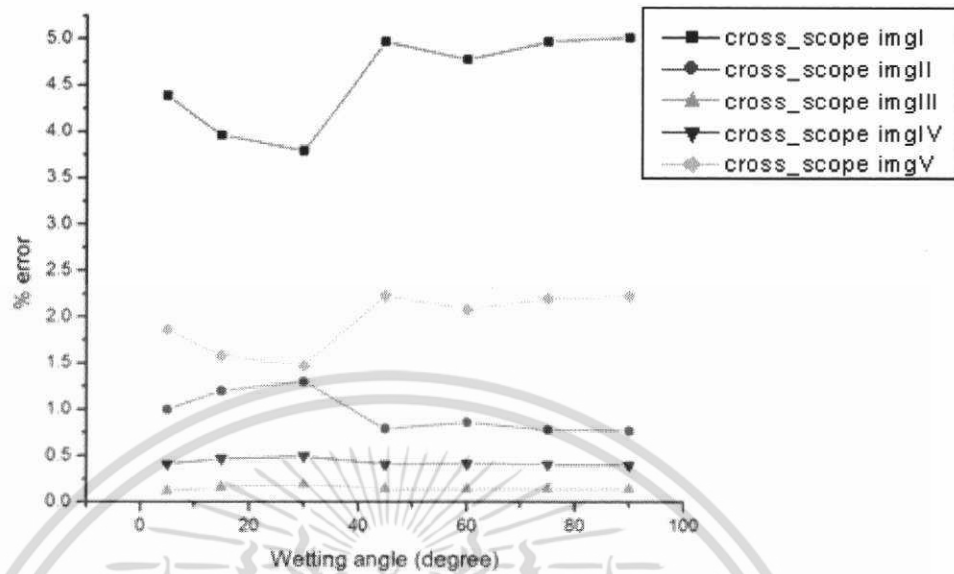 5.0
4.5
4.0
3.5
3.0
2.5
2.0
1.5
1.0
0.5
0.0
% error
0 20 40 60 80 100
Wetting angle (degree)
cross_scope imgI
cross_scope imgII
cross_scope imgIII
cross_scope imgIV
cross_scope imgV